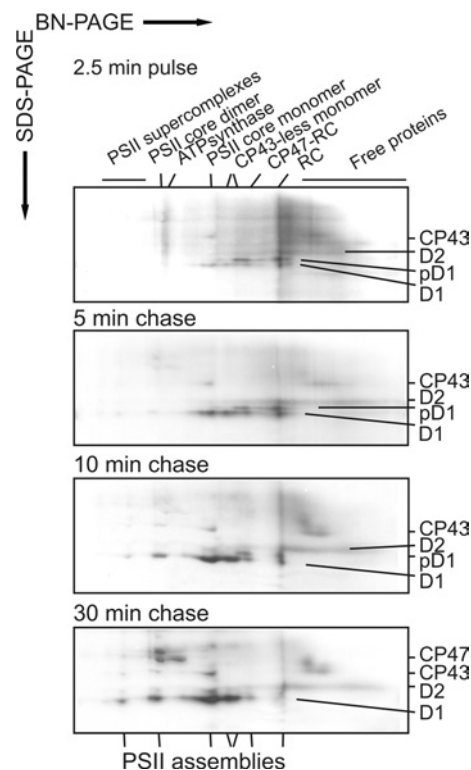 BN-PAGE
SDS-PAGE
2.5 min pulse
PSII supercomplexes
PSII core dimer
ATPsynthase
PSII core monomer
CP43-less monomer
CP47-RC
RC
Free proteins
CP43
D2
pD1
D1
5 min chase
CP43
D2
pD1
D1
10 min chase
CP43
D2
pD1
D1
30 min chase
CP47
CP43
D2
D1
PSII assemblies